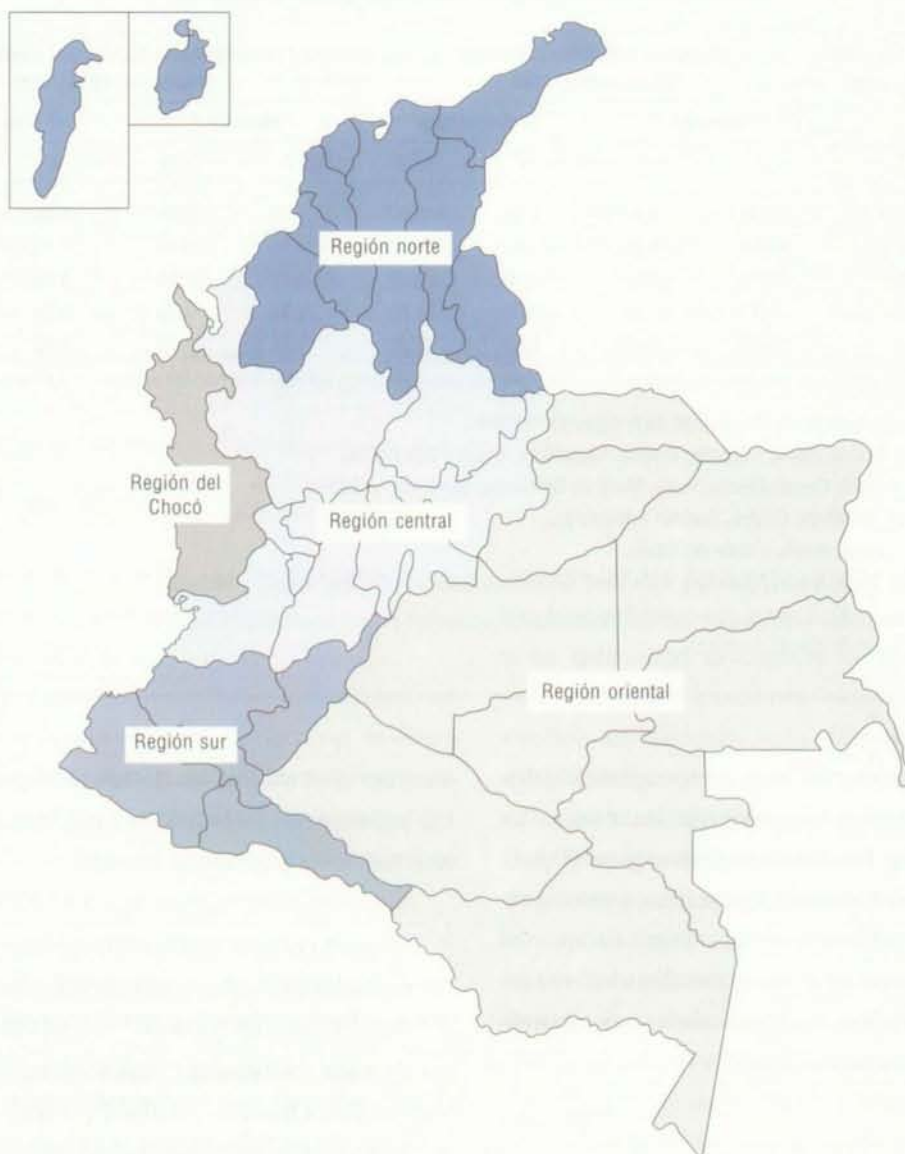 Región norte
Región del
Chocó
Región central
Región oriental
Región sur